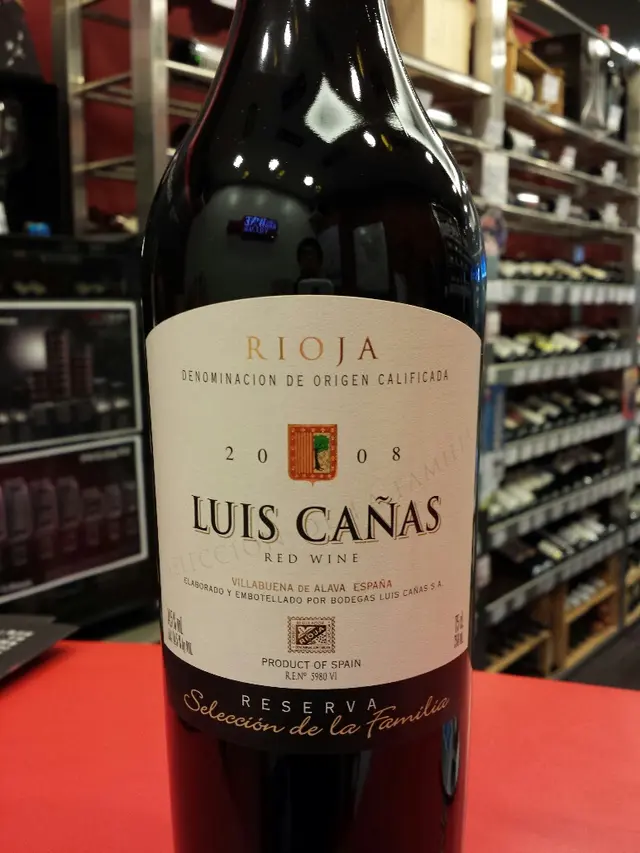 RIOJA
DENOMINACION DE ORIGEN CALIFICADA
2008
LUIS CAÑAS
RED WINE
VILLABUENA DE ALAVA ESPAÑA
ELABORADO Y EMBOTELLADO POR BODEGAS LUIS CAÑAS S.A.
RIOJA
PRODUCT OF SPAIN
R.E.Nº 5980 VI
RESERVA
Selección de la Familia